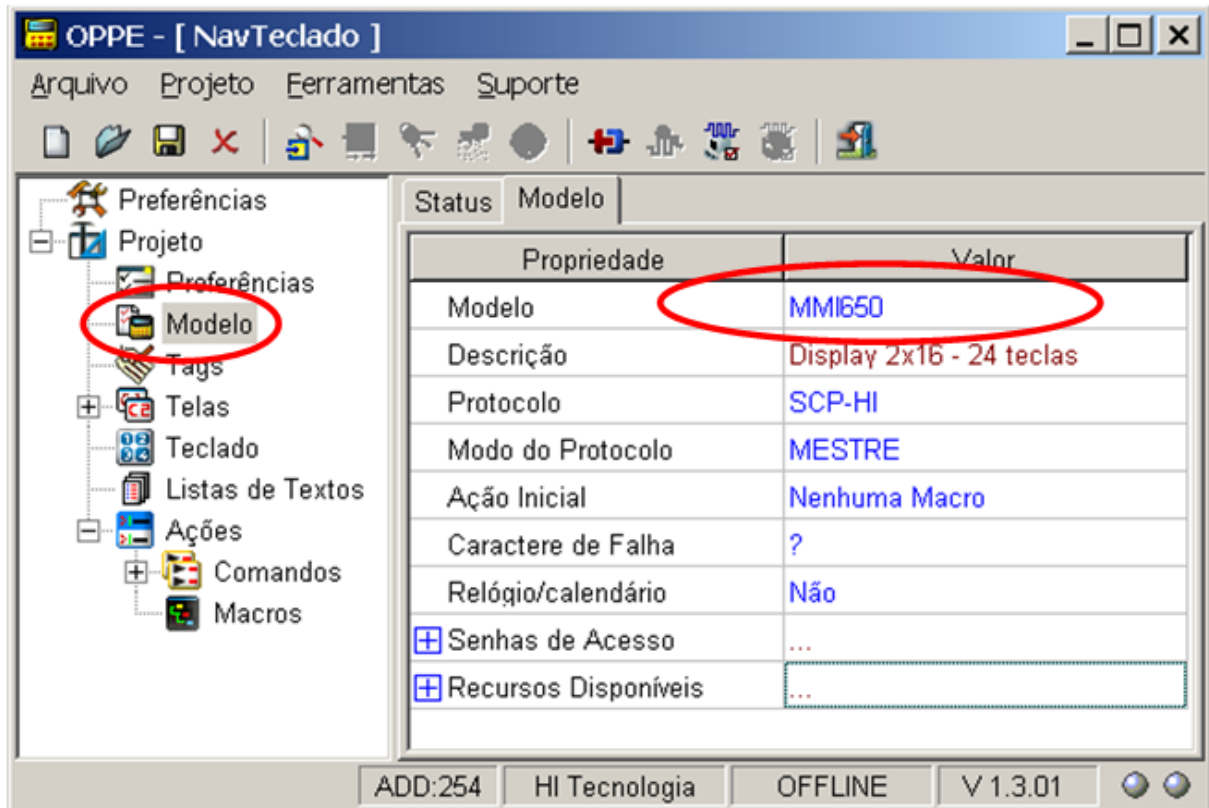 OPPE - [ NavTeclado ]
Arquivo Projeto Ferramentas Suporte
Preferências
Projeto
Preferências
Modelo
Tags
Telas
Teclado
Listas de Textos
Ações
Comandos
Macros
Status Modelo
Propriedade Valor
Modelo MMI650
Descrição Display 2x16 - 24 teclas
Protocolo SCP-HI
Modo do Protocolo MESTRE
Ação Inicial Nenhuma Macro
Caractere de Falha ?
Relógio/calendário Não
Senhas de Acesso ...
Recursos Disponíveis ...
ADD:254 HI Tecnologia OFFLINE V 1.3.01